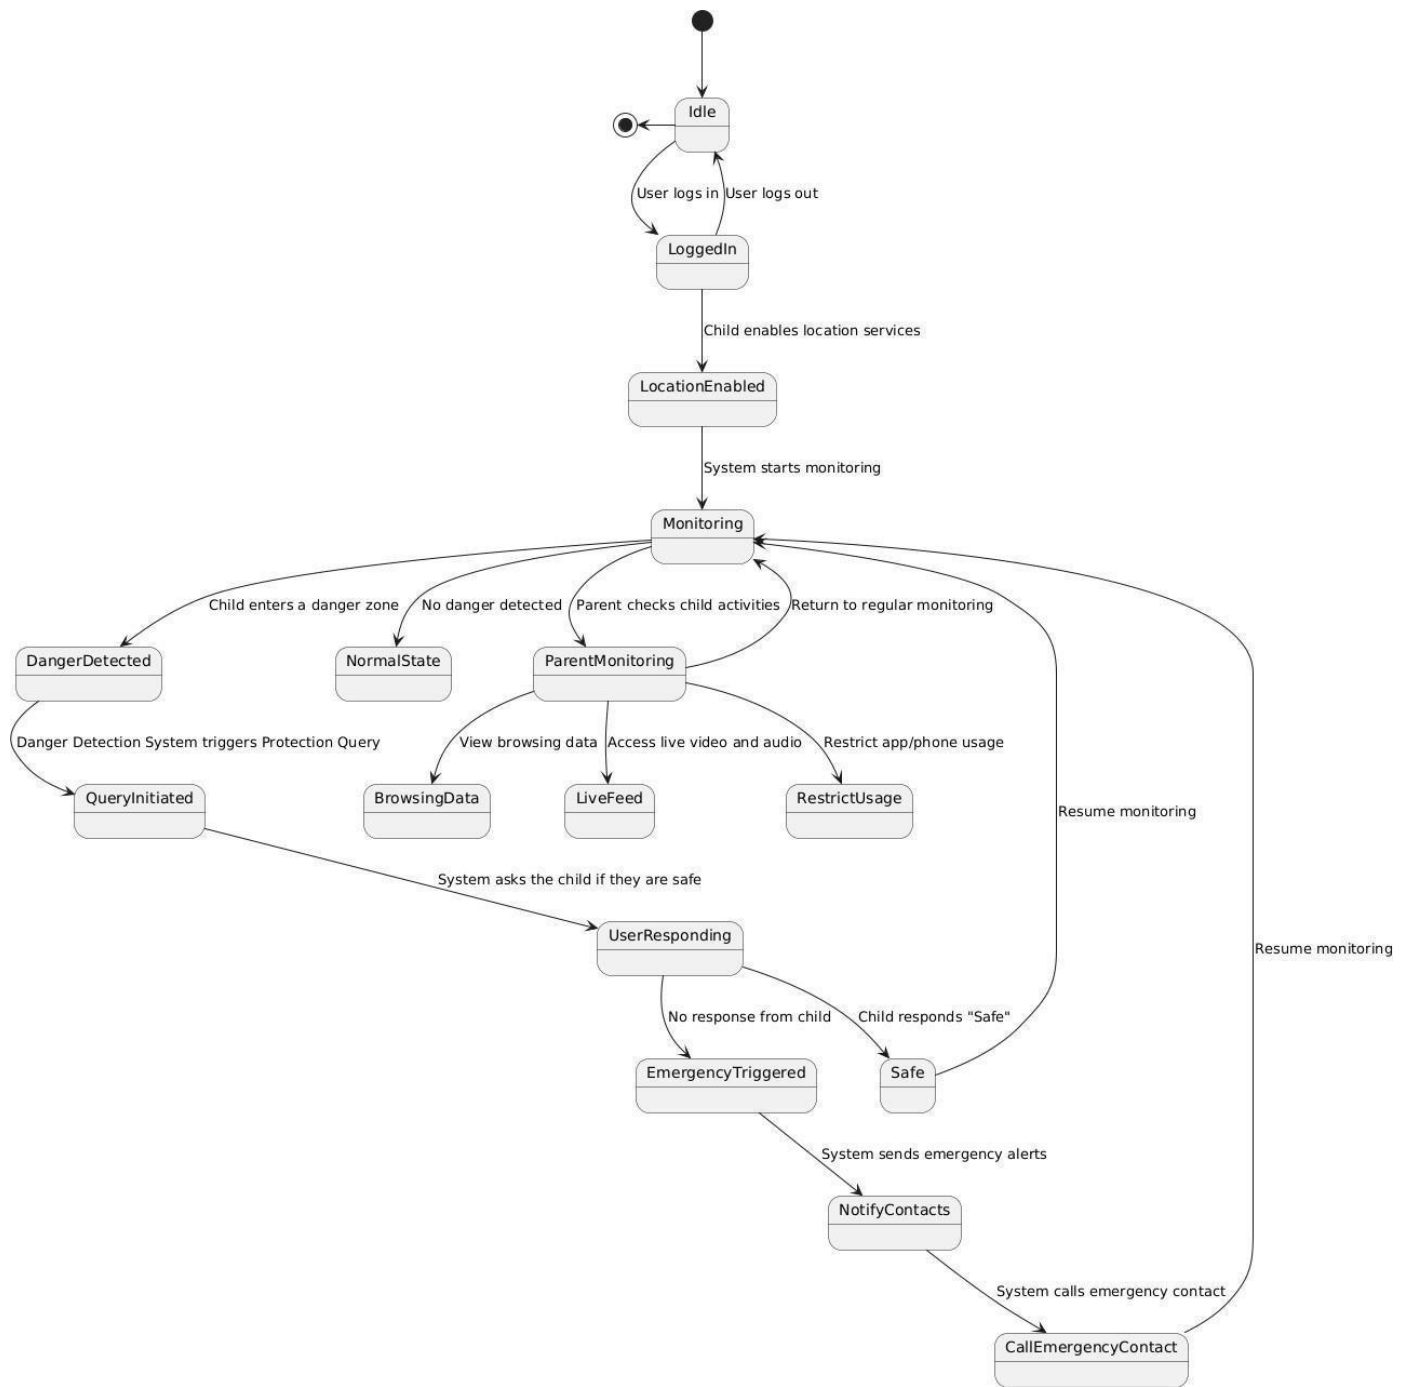 Idle
User logs in
User logs out
LoggedIn
Child enables location services
LocationEnabled
System starts monitoring
Monitoring
Child enters a danger zone
No danger detected
Parent checks child activities
Return to regular monitoring
DangerDetected
NormalState
ParentMonitoring
Danger Detection System triggers Protection Query
View browsing data
Access live video and audio
Restrict app/phone usage
QueryInitiated
BrowsingData
LiveFeed
RestrictUsage
Resume monitoring
System asks the child if they are safe
UserResponding
Resume monitoring
No response from child
Child responds "Safe"
EmergencyTriggered
Safe
System sends emergency alerts
NotifyContacts
System calls emergency contact
CallEmergencyContact